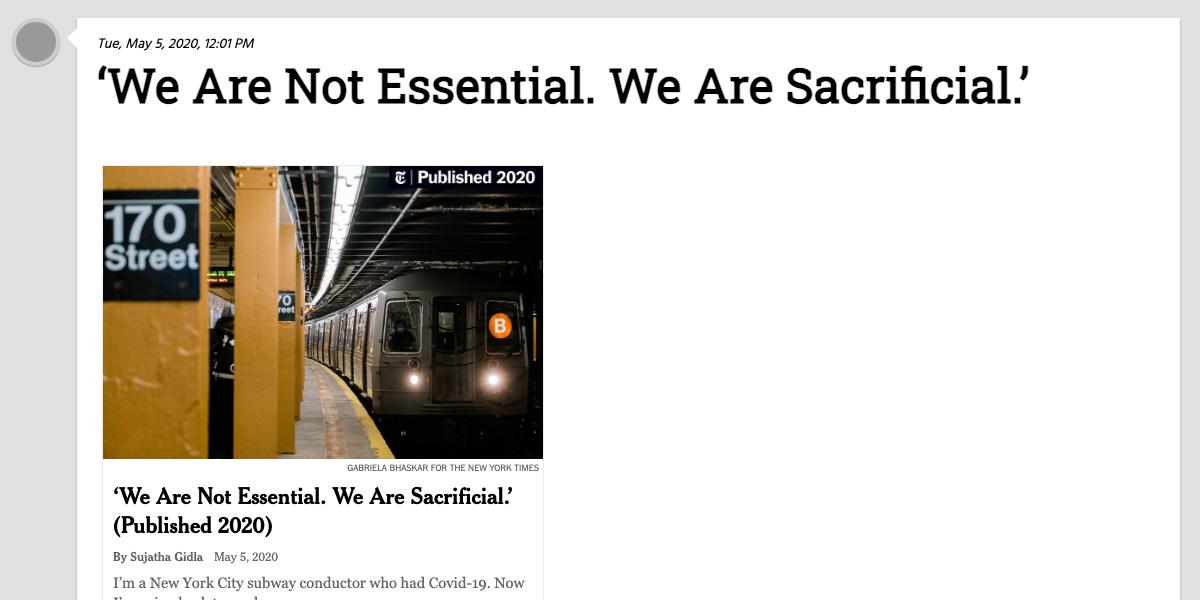 Tue, May 5, 2020, 12:01 PM
‘We Are Not Essential. We Are Sacrificial.’
Published 2020
170
Street
70
reet
B
GABRIELA BHASKAR FOR THE NEW YORK TIMES
‘We Are Not Essential. We Are Sacrificial.’
(Published 2020)
By Sujatha Gidla May 5, 2020
I’m a New York City subway conductor who had Covid-19. Now